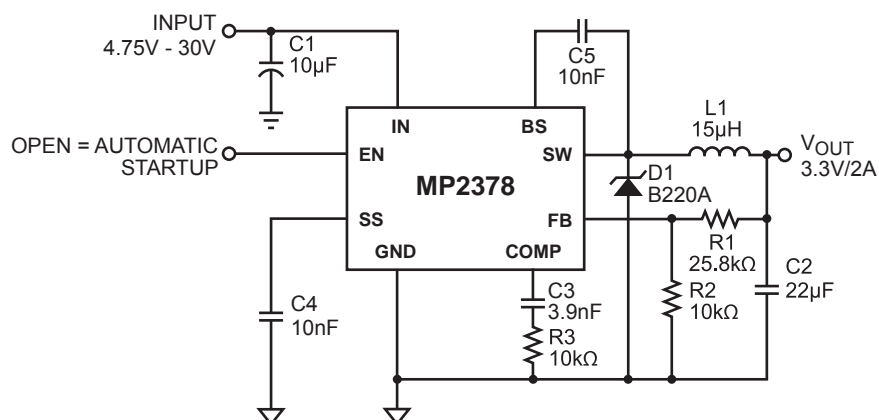 INPUT
4.75V - 30V
C1
10μF
C5
10nF
OPEN = AUTOMATIC
STARTUP
IN
BS
EN
SW
MP2378
SS
FB
GND
COMP
L1
15μH
VOUT
3.3V/2A
D1
B220A
R1
25.8kΩ
R2
10kΩ
C2
22μF
C3
3.9nF
R3
10kΩ
C4
10nF